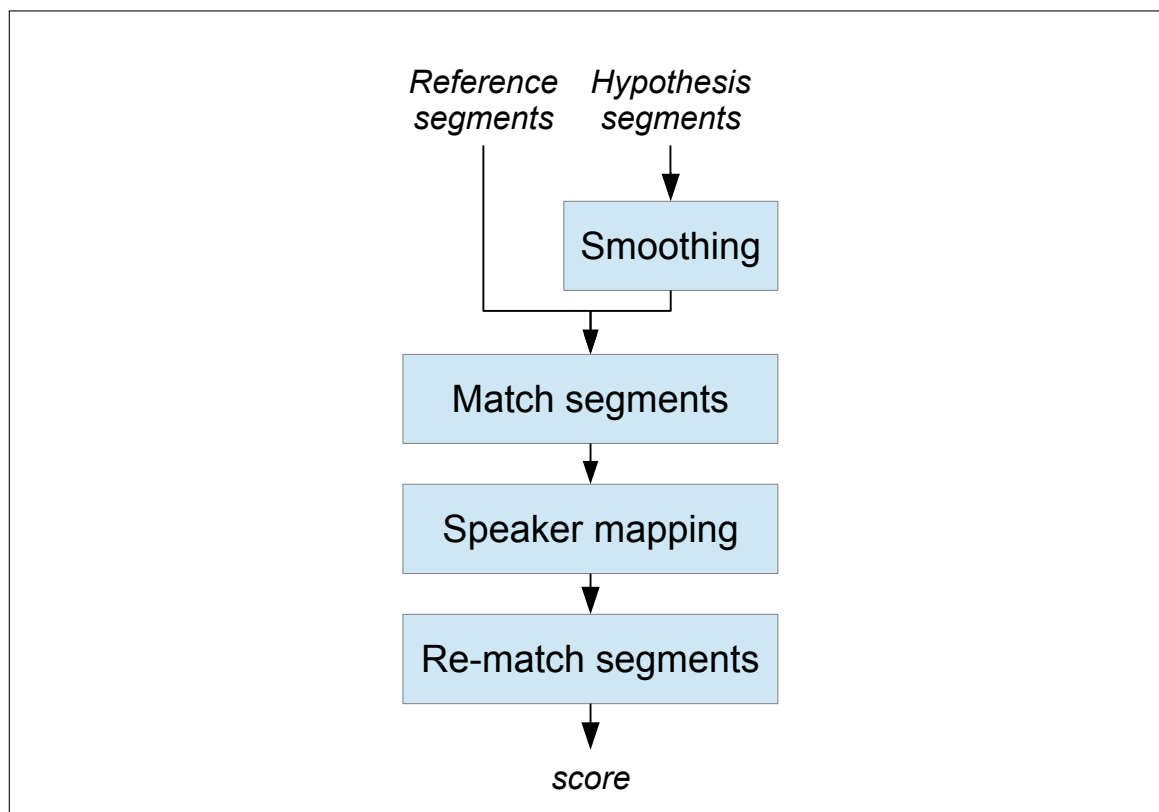 Reference
segments
Hypothesis
segments
Smoothing
Match segments
Speaker mapping
Re-match segments
score